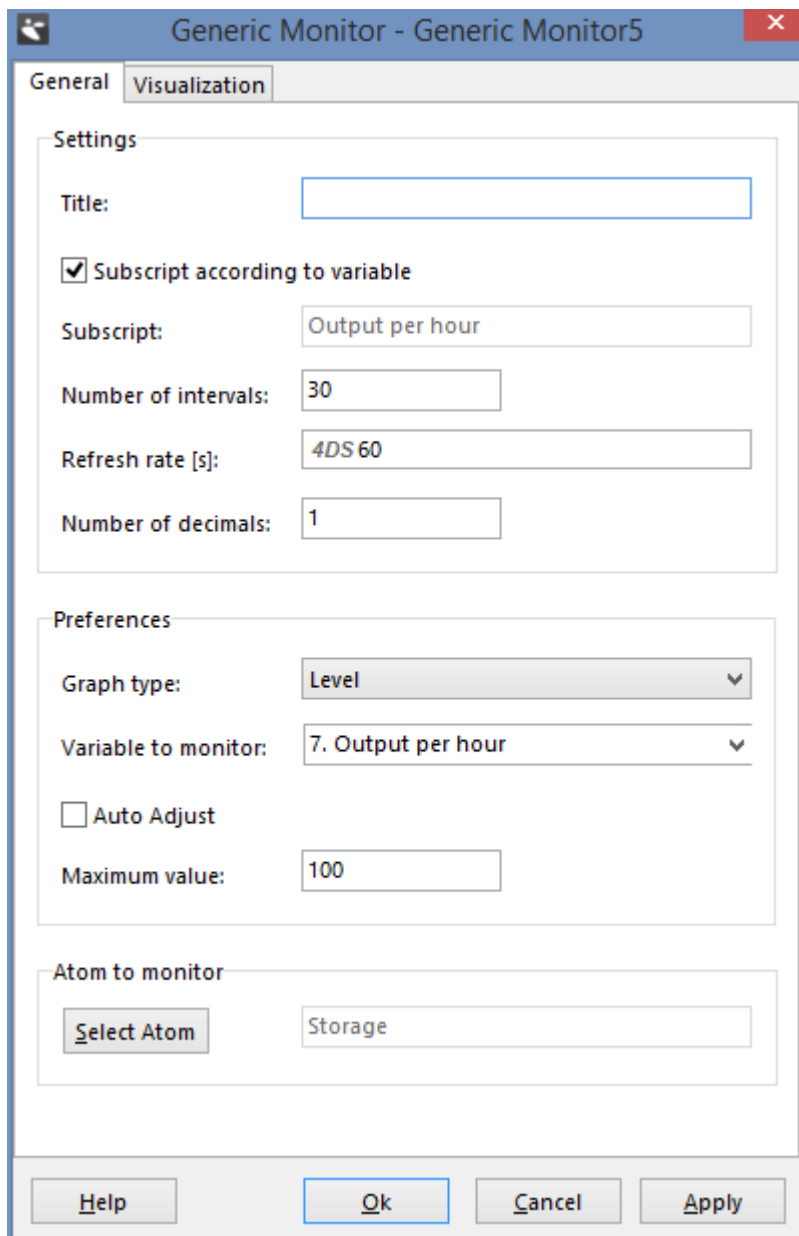 Generic Monitor - Generic Monitor5
General Visualization
Settings
Title:
Subscript according to variable
Subscript: Output per hour
Number of intervals: 30
Refresh rate [s]: 4DS 60
Number of decimals: 1
Preferences
Graph type: Level
Variable to monitor: 7. Output per hour
Auto Adjust
Maximum value: 100
Atom to monitor
Select Atom Storage
Help Ok Cancel Apply